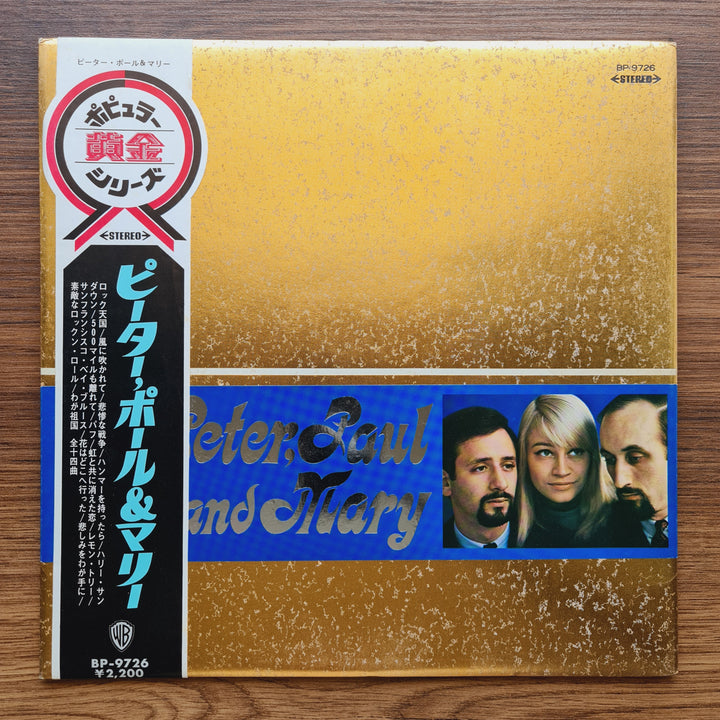 ピーター・ポール&マリー
ポピュラー
黄金
シリーズ
STEREO
ピーター,ポール&マリー
ロック天国/風に吹かれて/悲惨な戦争/ハンマーを持ったら/ハリー・サン
ダウン/500マイルも離れて/パフ/虹と共に消えた恋/レモン・トリー/
サンフランシスコ・ベイ・ブルース/花はどこへ行った/悲しみをわが手に/
素敵なロックン・ロール/わが祖国 全十四曲
WB
BP-9726
¥2,200
BP-9726
STEREO
Peter, Paul
and Mary